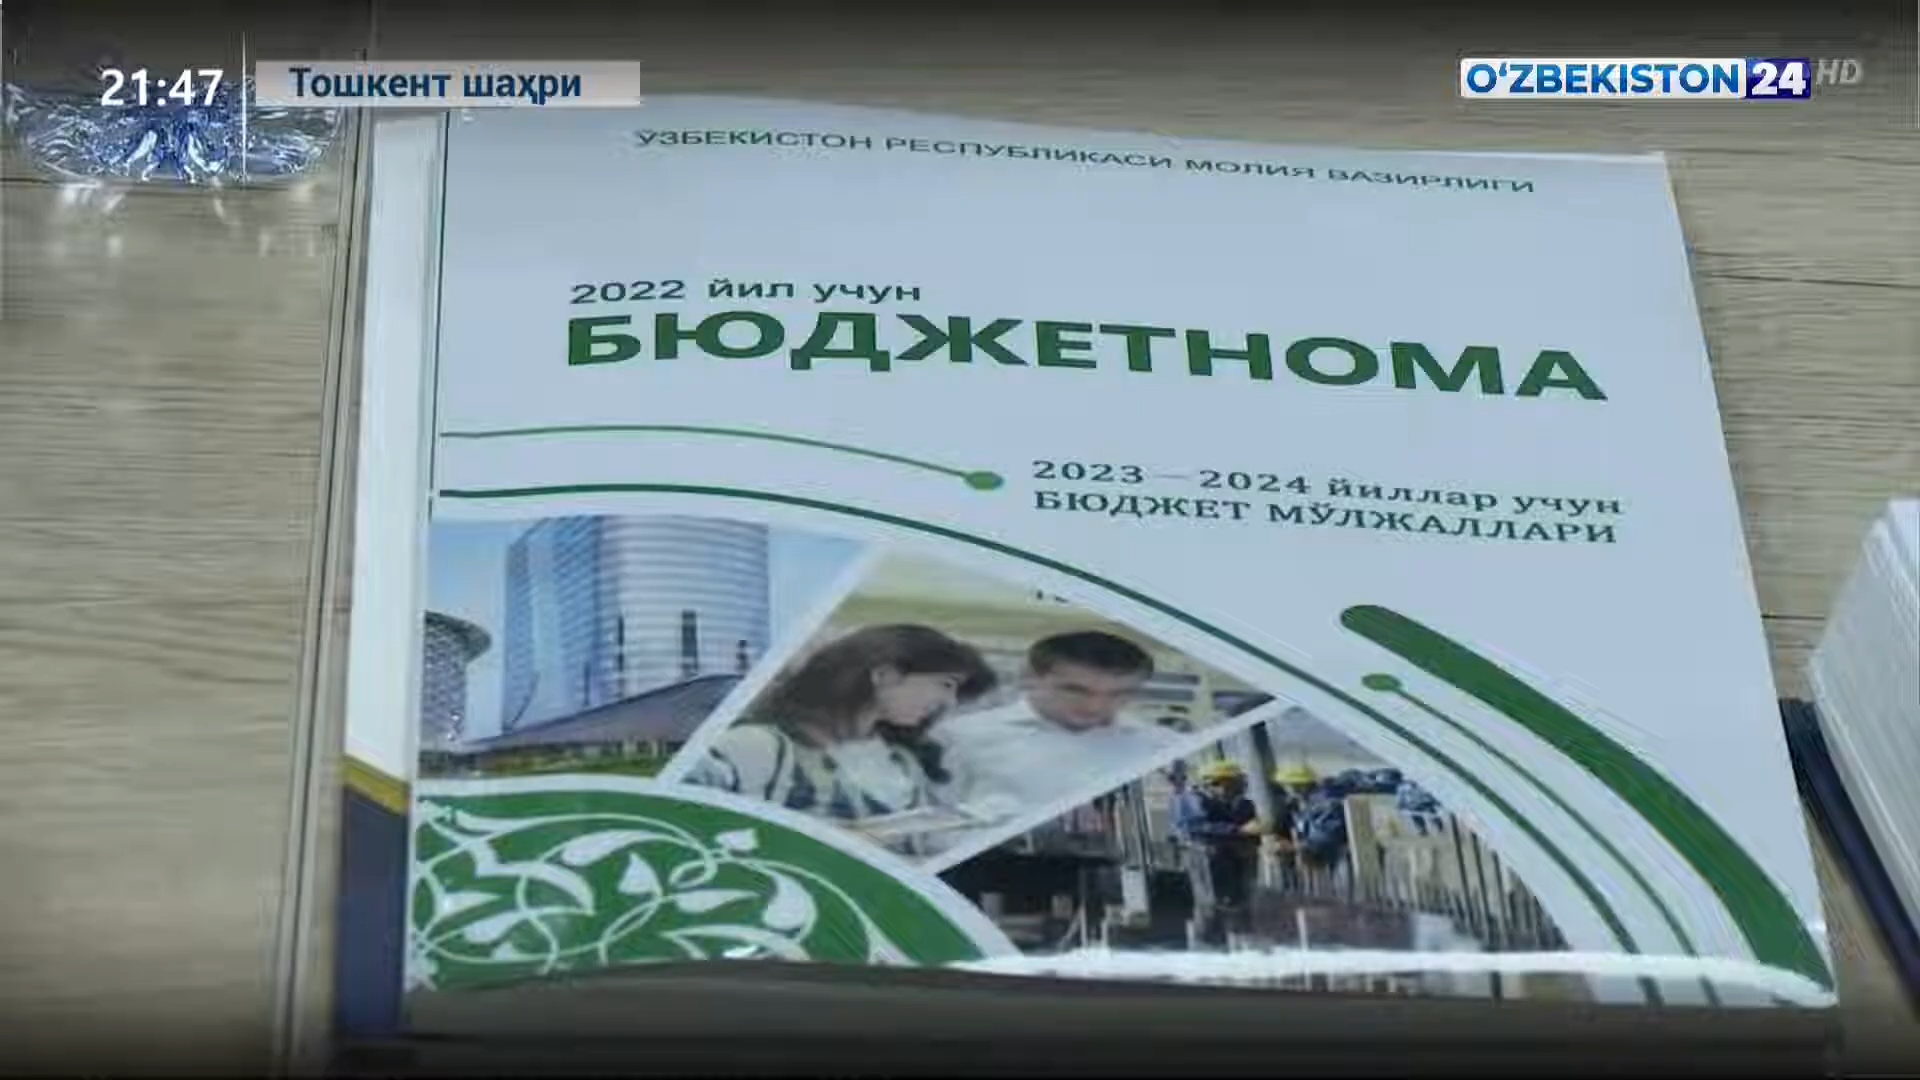 21:47
Тошкент шаҳри
O‘ZBEKISTON 24 HD
ЎЗБЕКИСТОН РЕСПУБЛИКАСИ МОЛИЯ ВАЗИРЛИГИ
2022 йил учун
БЮДЖЕТНОМА
2023 – 2024 йиллар учун
БЮДЖЕТ МЎЛЖАЛЛАРИ